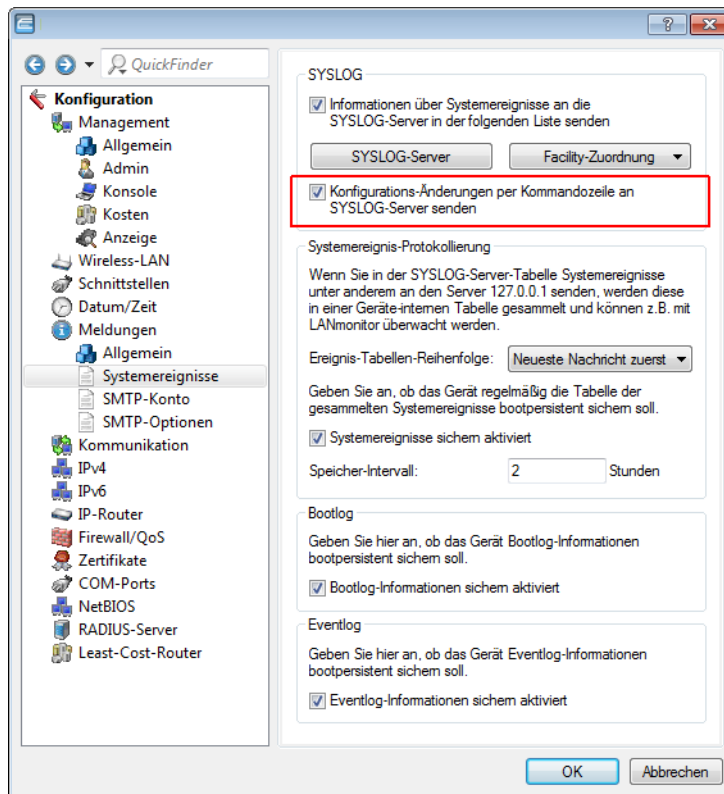 QuickFinder
Konfiguration
Management
Allgemein
Admin
Konsole
Kosten
Anzeige
Wireless-LAN
Schnittstellen
Datum/Zeit
Meldungen
Allgemein
Systemereignisse
SMTP-Konto
SMTP-Optionen
Kommunikation
IPv4
IPv6
IP-Router
Firewall/QoS
Zertifikate
COM-Ports
NetBIOS
RADIUS-Server
Least-Cost-Router
SYSLOG
Informationen über Systemereignisse an die
SYSLOG-Server in der folgenden Liste senden
SYSLOG-Server Facility-Zuordnung
Konfigurations-Änderungen per Kommandozeile an
SYSLOG-Server senden
Systemereignis-Protokollierung
Wenn Sie in der SYSLOG-Server-Tabelle Systemereignisse
unter anderem an den Server 127.0.0.1 senden, werden diese
in einer Geräte-internen Tabelle gesammelt und können z.B. mit
LANmonitor überwacht werden.
Ereignis-Tabellen-Reihenfolge: Neueste Nachricht zuerst
Geben Sie an, ob das Gerät regelmäßig die Tabelle der
gesammelten Systemereignisse bootpersistent sichern soll.
Systemereignisse sichern aktiviert
Speicher-Intervall: 2 Stunden
Bootlog
Geben Sie hier an, ob das Gerät Bootlog-Informationen
bootpersistent sichern soll.
Bootlog-Informationen sichern aktiviert
Eventlog
Geben Sie hier an, ob das Gerät Eventlog-Informationen
bootpersistent sichern soll.
Eventlog-Informationen sichern aktiviert
OK Abbrechen